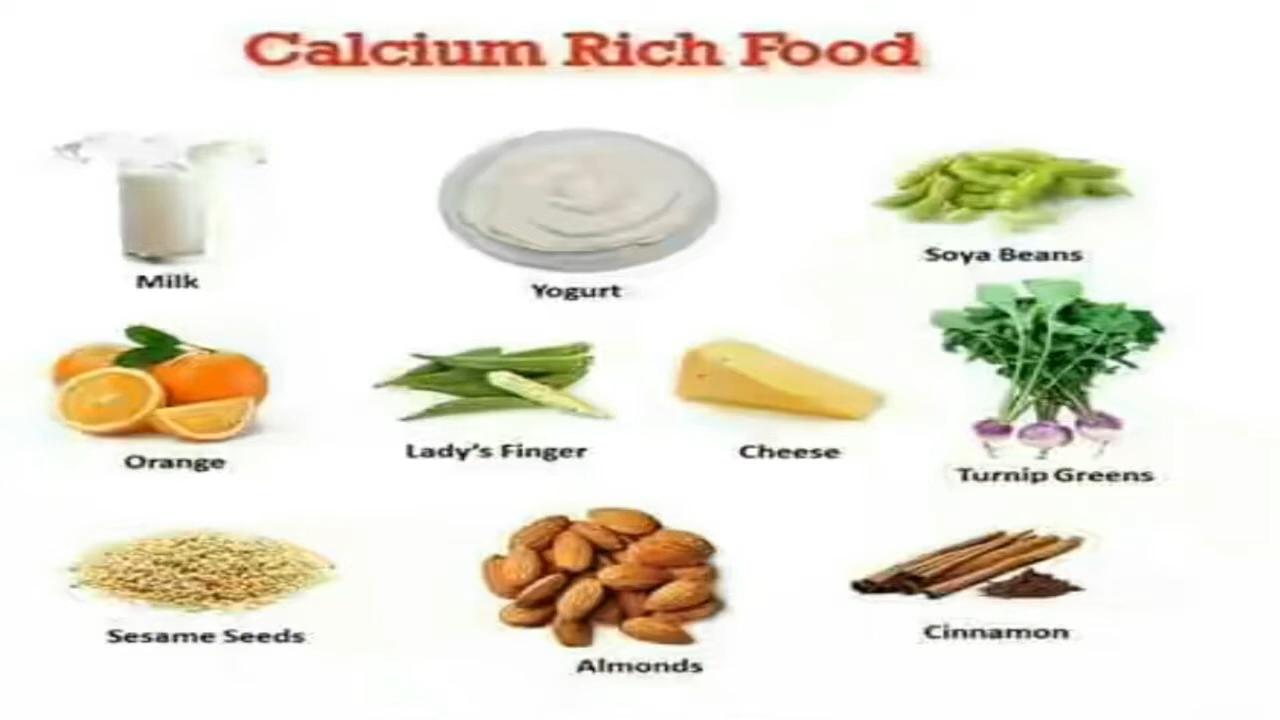 Calcium Rich Food
Milk
Yogurt
Soya Beans
Orange
Lady's Finger
Cheese
Turnip Greens
Sesame Seeds
Almonds
Cinnamon